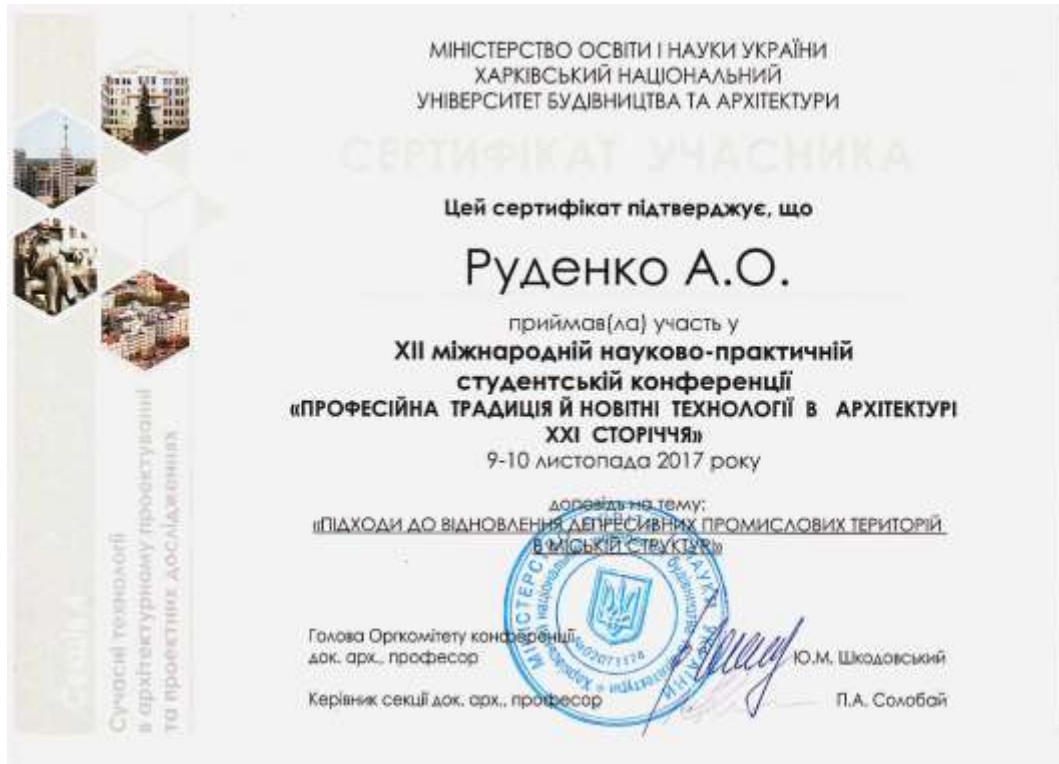 МІНІСТЕРСТВО ОСВІТИ І НАУКИ УКРАЇНИ
ХАРКІВСЬКИЙ НАЦІОНАЛЬНИЙ
УНІВЕРСИТЕТ БУДІВНИЦТВА ТА АРХІТЕКТУРИ
СЕРТИФІКАТ УЧАСНИКА
Цей сертифікат підтверджує, що
Руденко А.О.
приймав(ла) участь у
XII міжнародній науково-практичній
студентській конференції
«ПРОФЕСІЙНА ТРАДИЦІЯ Й НОВІТНІ ТЕХНОЛОГІЇ В АРХІТЕКТУРІ
XXI СТОРІЧЧЯ»
9-10 листопада 2017 року
доповідь на тему:
«ПІДХОДИ ДО ВІДНОВЛЕННЯ ДЕПРЕСИВНИХ ПРОМИСЛОВИХ ТЕРИТОРІЙ
В МІСЬКІЙ СТРУКТУРІ»
Голова Оргкомітету конференції
док. арх., професор
Ю.М. Шкодовський
Керівник секції док. арх., професор
П.А. Солобай
Сучасні технології
в архітектурному проектуванні
та проектних дослідженнях